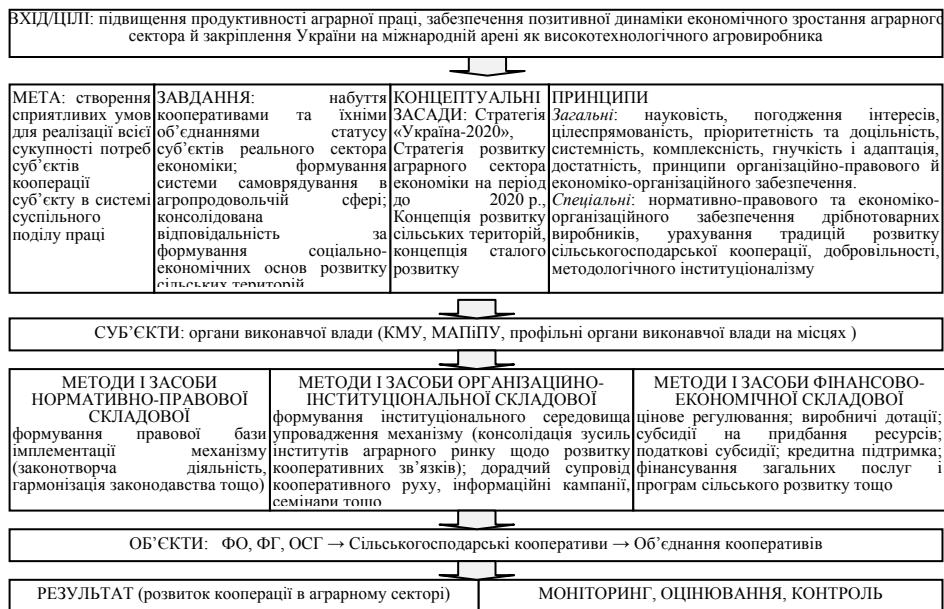 ВХІД/ЦІЛІ: підвищення продуктивності аграрної праці, забезпечення позитивної динаміки економічного зростання аграрного
сектора й закріплення України на міжнародній арені як високотехнологічного агровиробника
МЕТА: створення
сприятливих умов
для реалізації всієї
сукупності потреб
суб’єктів
кооперації
суб’єкту в системі
суспільного
поділу праці
ЗАВДАННЯ: набуття
кооперативами та їхніми
об’єднаннями статусу
суб’єктів реального сектора
економіки; формування
системи самоврядування в
агропродовольчій сфері;
консолідована
відповідальність за
формування соціально-
економічних основ розвитку
сільських територій
КОНЦЕПТУАЛЬНІ
ЗАСАДИ: Стратегія
«Україна-2020»,
Стратегія розвитку
аграрного сектора
економіки на період
до 2020 р.,
Концепція розвитку
сільських територій,
концепція сталого
розвитку
ПРИНЦИПИ
Загальні: науковість, погодження інтересів,
цілеспрямованість, пріоритетність та доцільність,
системність, комплексність, гнучкість і адаптація,
достатність, принципи організаційно-правового й
економіко-організаційного забезпечення.
Спеціальні: нормативно-правового та економіко-
організаційного забезпечення дрібнотоварних
виробників, урахування традицій розвитку
сільськогосподарської кооперації, добровільності,
методологічного інституціоналізму
СУБ’ЄКТИ: органи виконавчої влади (КМУ, МАПіПУ, профільні органи виконавчої влади на місцях )
МЕТОДИ І ЗАСОБИ
НОРМАТИВНО-ПРАВОВОЇ
СКЛАДОВОЇ
формування правової бази
імплементації механізму
(законотворча діяльність,
гармонізація законодавства тощо)
МЕТОДИ І ЗАСОБИ ОРГАНІЗАЦІЙНО-
ІНСТИТУЦІОНАЛЬНОЇ СКЛАДОВОЇ
формування інституціонального середовища
упровадження механізму (консолідація зусиль
інститутів аграрного ринку щодо розвитку
кооперативних зв’язків); дорадчий супровід
кооперативного руху, інформаційні кампанії,
семінари тощо
МЕТОДИ І ЗАСОБИ ФІНАНСОВО-
ЕКОНОМІЧНОЇ СКЛАДОВОЇ
цінове регулювання; виробничі дотації;
субсидії на придбання ресурсів;
податкові субсидії; кредитна підтримка;
фінансування загальних послуг і
програм сільського розвитку тощо
ОБ’ЄКТИ: ФО, ФГ, ОСГ → Сільськогосподарські кооперативи → Об’єднання кооперативів
РЕЗУЛЬТАТ (розвиток кооперації в аграрному секторі)
МОНІТОРИНГ, ОЦІНЮВАННЯ, КОНТРОЛЬ